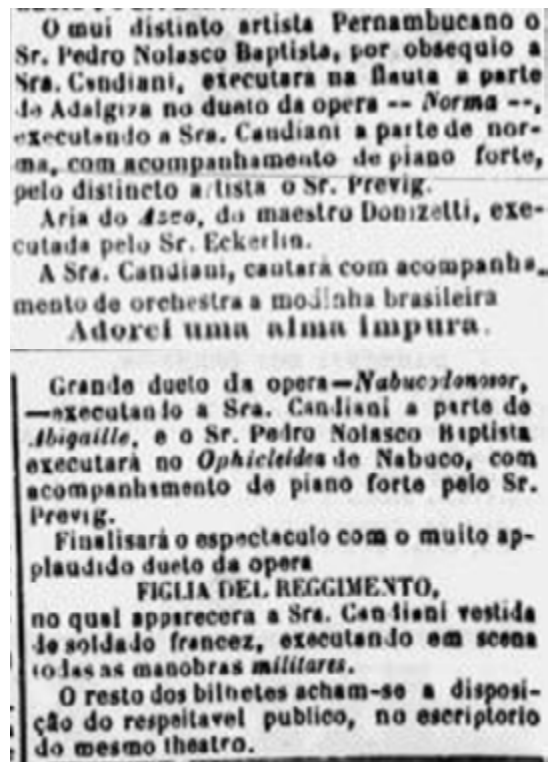 O mui distinto artista Pernambucano o
Sr. Pedro Nolasco Baptista, por obsequio a
Sra. Candiani, executara na flauta a parte
de Adalgiza no dueto da opera -- Norma --,
executando a Sra. Candiani a parte de nor-
ma, com acompanhamento de piano forte,
pelo distincto artista o Sr. Previg.
Aria do Azeo, do maestro Donizetti, exe-
cutada pelo Sr. Eckerlin.
A Sra. Candiani, cantará com acompanha-
mento de orchestra a modinha brasileira
Adorei uma alma impura.
Grande dueto da opera—Nabucodonosor,
—executando a Sra. Candiani a parte de
Abigaille, e o Sr. Pedro Nolasco Baptista
executará no Ophicleides de Nabuco, com
acompanhamento de piano forte pelo Sr.
Previg.
Finalisará o espectaculo com o muito ap-
plaudido dueto da opera
FIGLIA DEL REGGIMENTO,
no qual apparecera a Sra. Candiani vestida
de soldado francez, executando em scena
todas as manobras militares.
O resto dos bilhetes acham-se a disposi-
ção do respeitavel publico, no escriptorio
do mesmo theatro.